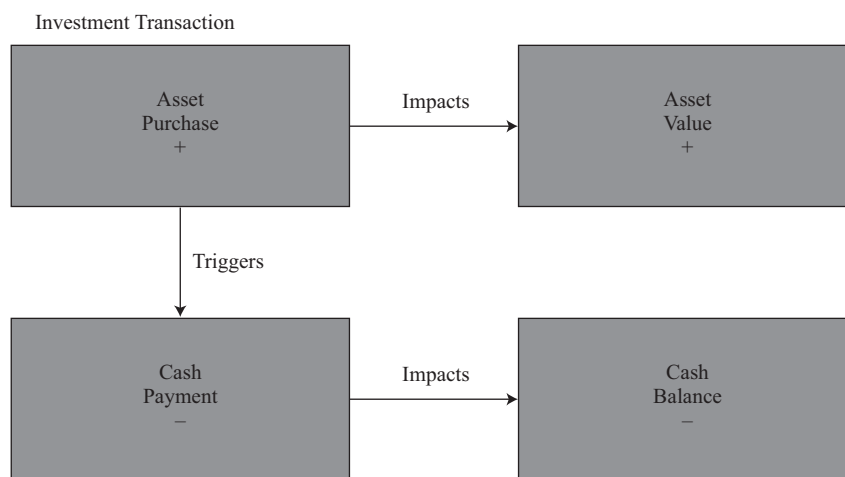 Investment Transaction
Asset
Purchase
+
Impacts
Asset
Value
+
Triggers
Cash
Payment
–
Impacts
Cash
Balance
–